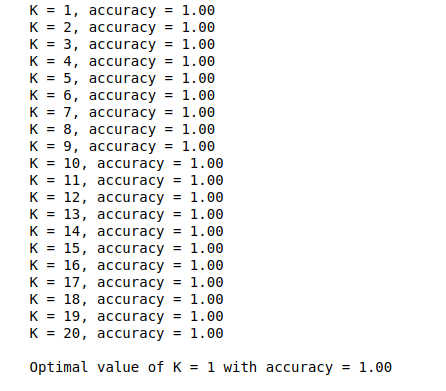 K = 1, accuracy = 1.00
K = 2, accuracy = 1.00
K = 3, accuracy = 1.00
K = 4, accuracy = 1.00
K = 5, accuracy = 1.00
K = 6, accuracy = 1.00
K = 7, accuracy = 1.00
K = 8, accuracy = 1.00
K = 9, accuracy = 1.00
K = 10, accuracy = 1.00
K = 11, accuracy = 1.00
K = 12, accuracy = 1.00
K = 13, accuracy = 1.00
K = 14, accuracy = 1.00
K = 15, accuracy = 1.00
K = 16, accuracy = 1.00
K = 17, accuracy = 1.00
K = 18, accuracy = 1.00
K = 19, accuracy = 1.00
K = 20, accuracy = 1.00
Optimal value of K = 1 with accuracy = 1.00